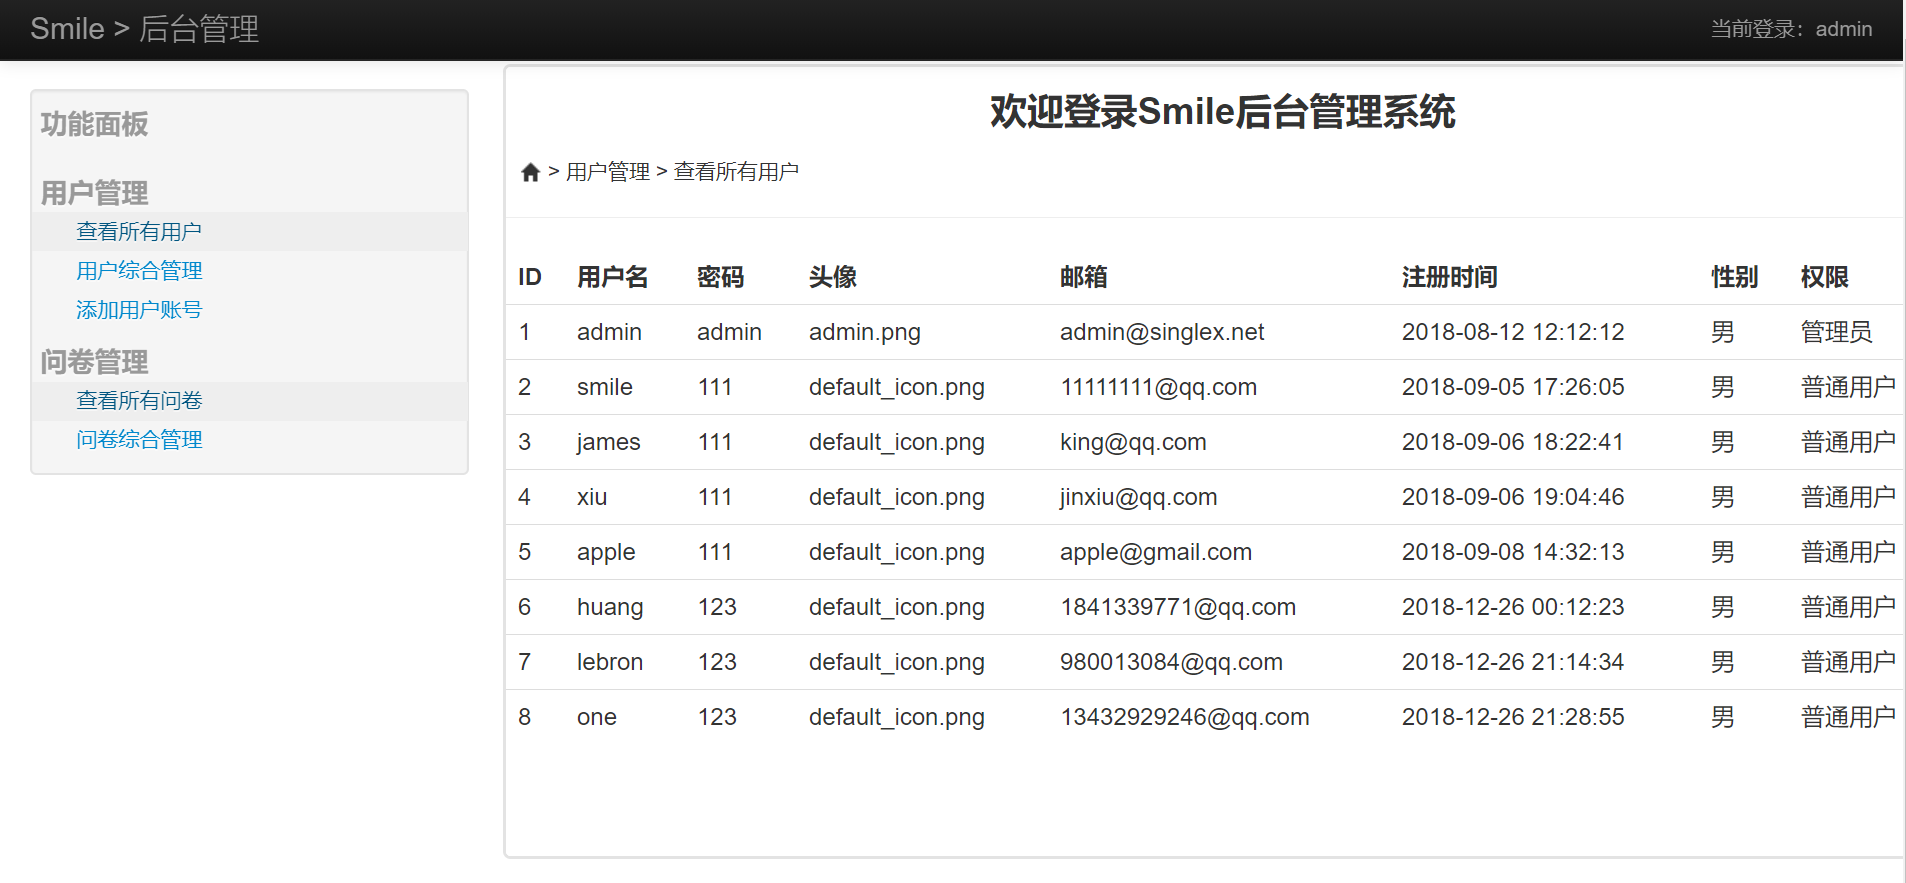 Smile > 后台管理
当前登录：admin
功能面板
用户管理
查看所有用户
用户综合管理
添加用户账号
问卷管理
查看所有问卷
问卷综合管理
欢迎登录Smile后台管理系统
> 用户管理 > 查看所有用户
ID 用户名 密码 头像 邮箱 注册时间 性别 权限
1 admin admin admin.png admin@singlex.net 2018-08-12 12:12:12 男 管理员
2 smile 111 default_icon.png 11111111@qq.com 2018-09-05 17:26:05 男 普通用户
3 james 111 default_icon.png king@qq.com 2018-09-06 18:22:41 男 普通用户
4 xiu 111 default_icon.png jinxiu@qq.com 2018-09-06 19:04:46 男 普通用户
5 apple 111 default_icon.png apple@gmail.com 2018-09-08 14:32:13 男 普通用户
6 huang 123 default_icon.png 1841339771@qq.com 2018-12-26 00:12:23 男 普通用户
7 lebron 123 default_icon.png 980013084@qq.com 2018-12-26 21:14:34 男 普通用户
8 one 123 default_icon.png 13432929246@qq.com 2018-12-26 21:28:55 男 普通用户